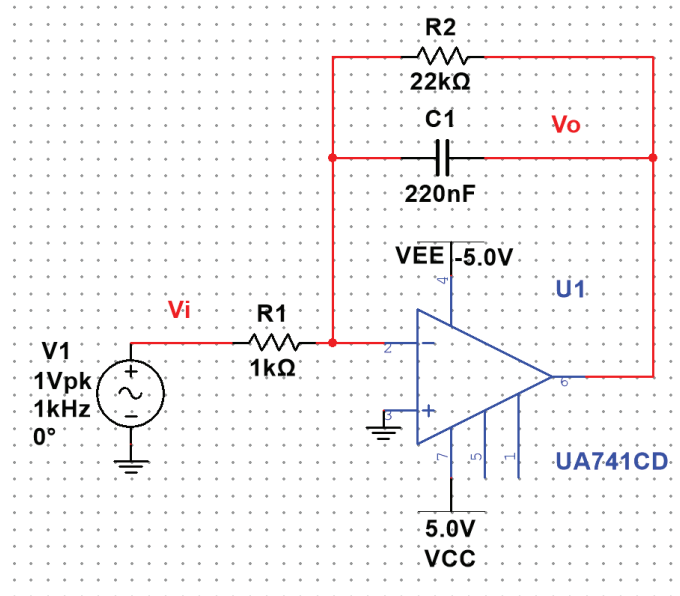 R2
22kΩ
C1
Vo
220nF
VEE -5.0V
4
U1
Vi
R1
V1
2
1kΩ
1Vpk
1kHz
0°
6
3
7
5
1
UA741CD
5.0V
VCC